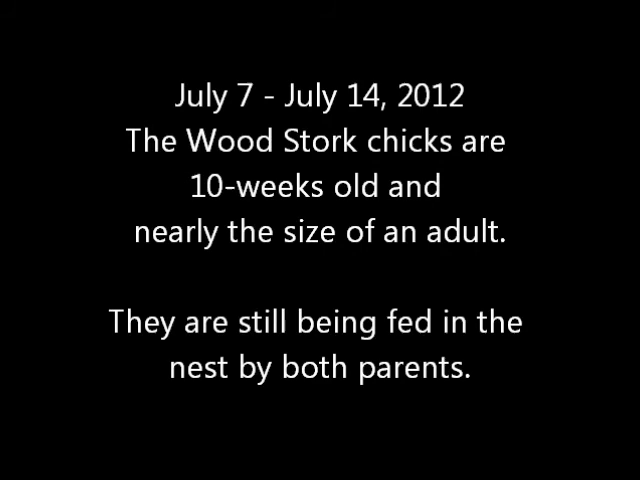 July 7 - July 14, 2012
The Wood Stork chicks are
10-weeks old and
nearly the size of an adult.
They are still being fed in the
nest by both parents.